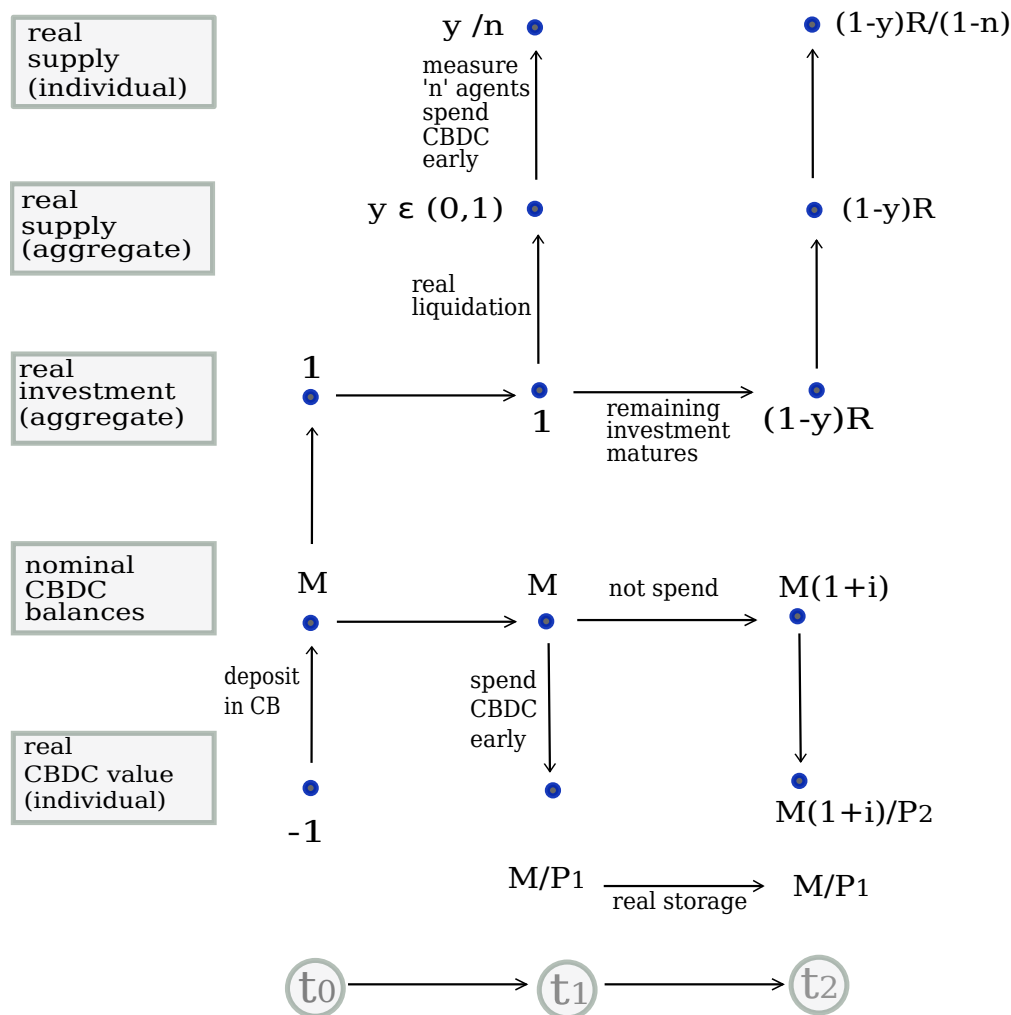 real
supply
(individual)
y /n
(1-y)R/(1-n)
measure
'n' agents
spend
CBDC
early
real
supply
(aggregate)
y ε (0,1)
(1-y)R
real
liquidation
real
investment
(aggregate)
1
1
remaining
investment
matures
(1-y)R
nominal
CBDC
balances
M
M
not spend
M(1+i)
deposit
in CB
spend
CBDC
early
real
CBDC value
(individual)
-1
M(1+i)/P2
M/P1
real storage
M/P1
t0
t1
t2